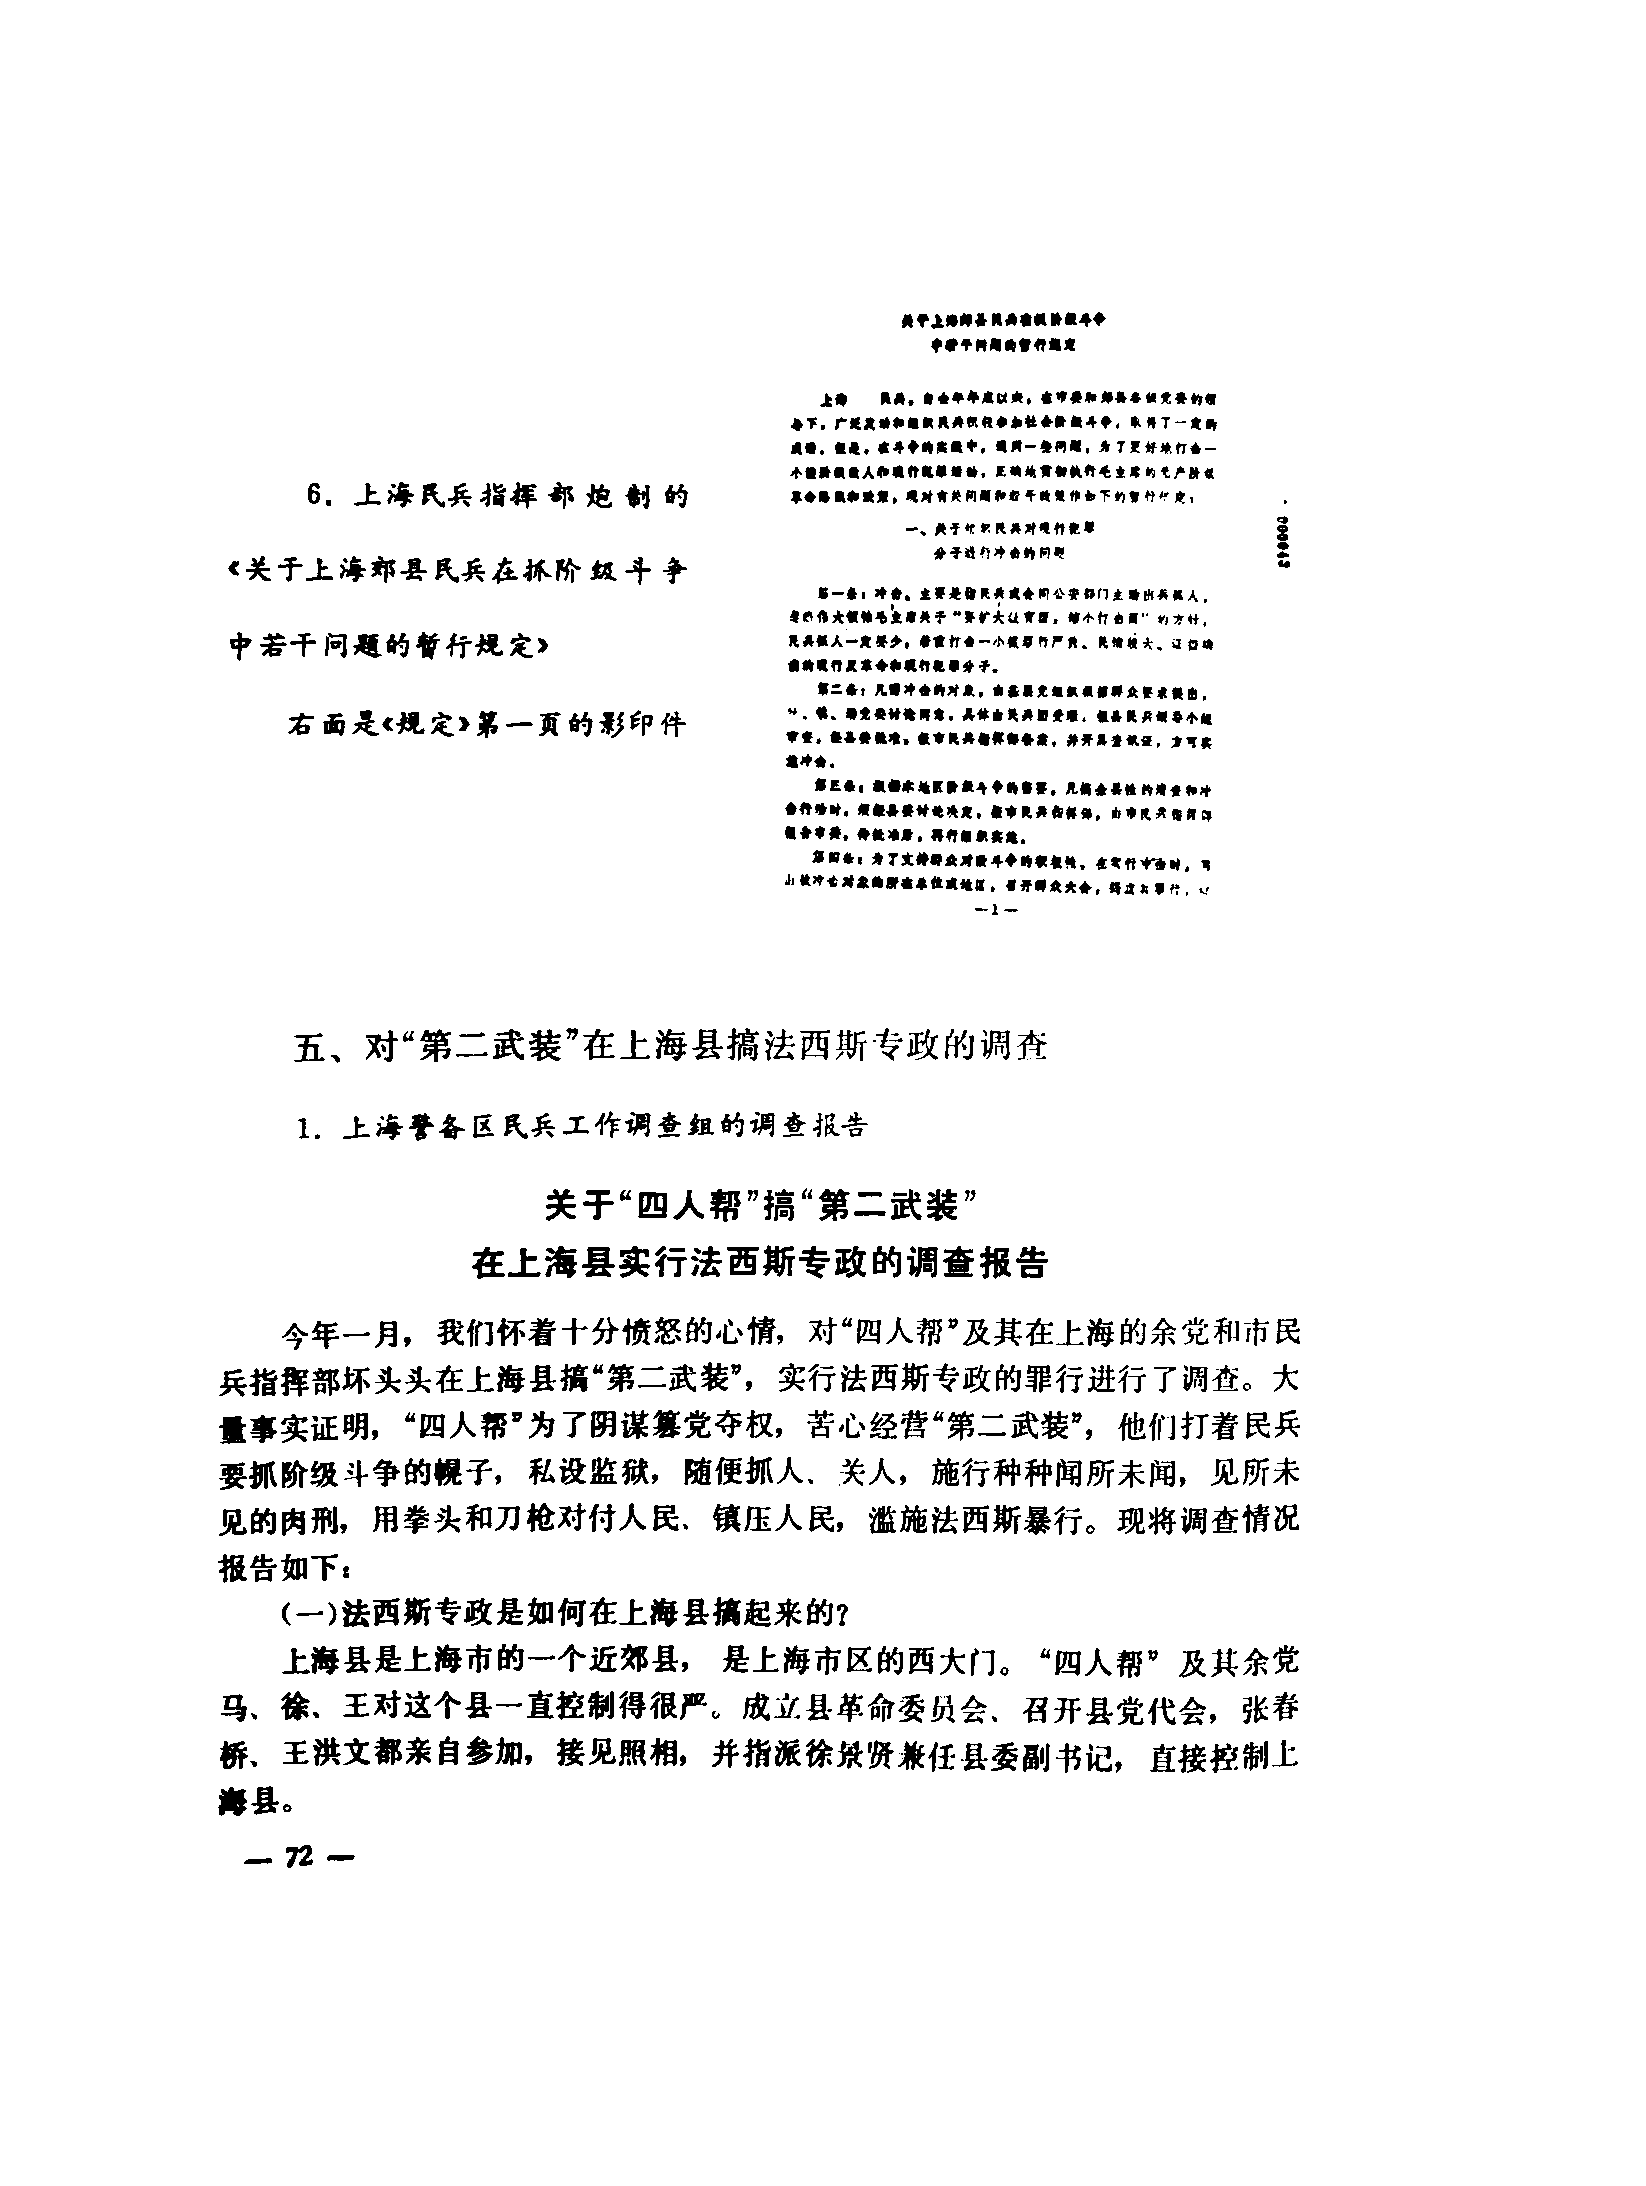 6. 上海民兵指挥部炮制的
《关于上海郊县民兵在抓阶级斗争
中若干问题的暂行规定》
右面是《规定》第一页的影印件
关于上海郊县民兵在抓阶级斗争
中若干问题的暂行规定
上海 民兵，自去年年底以来，在市委和郊县各级党委的领
导下，广泛发动和组织民兵积极参加社会阶级斗争，取得了一定的
成绩。但是，在斗争的实践中，遇到一些问题，为了更好地打击一
小撮阶级敌人和现行犯罪活动，正确地贯彻执行毛主席的无产阶级
革命路线和政策，现对有关问题和若干政策作如下的暂行规定：
一、关于组织民兵对现行犯罪
分子进行冲击的问题
第一条：冲击，主要是指民兵或会同公安部门主动出兵抓人，
伟大领袖毛主席关于“要扩大教育面，缩小打击面”的方针，
民兵抓人一定要少，着重打击一小撮罪行严重、民愤极大、证据确
凿的现行反革命和现行犯罪分子。
第二条：凡需冲击的对象，由基层党组织根据群众要求提出，
镇、场党委讨论同意，具体由民兵团受理，报县民兵领导小组
审查，经县委批准，报市民兵指挥部备案，并开具查获证，方可实
施冲击。
第三条：根据本地区阶级斗争的需要，凡搞全县性的清查和冲
击行动时，须经县委讨论决定，报市民兵指挥部，由市民兵指挥部
报告市委，待批准后，再行组织实施。
第四条：为了支持群众对敌斗争的积极性，在实行冲击时，可
由被冲击对象的所在单位或地区，召开群众大会，揭发其罪行，
—1—
000043
五、对“第二武装”在上海县搞法西斯专政的调查
1. 上海警备区民兵工作调查组的调查报告
关于“四人帮”搞“第二武装”
在上海县实行法西斯专政的调查报告
今年一月，我们怀着十分愤怒的心情，对“四人帮”及其在上海的余党和市民
兵指挥部坏头头在上海县搞“第二武装”，实行法西斯专政的罪行进行了调查。大
量事实证明，“四人帮”为了阴谋篡党夺权，苦心经营“第二武装”，他们打着民兵
要抓阶级斗争的幌子，私设监狱，随便抓人、关人，施行种种闻所未闻，见所未
见的肉刑，用拳头和刀枪对付人民、镇压人民，滥施法西斯暴行。现将调查情况
报告如下：
(一)法西斯专政是如何在上海县搞起来的？
上海县是上海市的一个近郊县，是上海市区的西大门。“四人帮”及其余党
马、徐、王对这个县一直控制得很严。成立县革命委员会、召开县党代会，张春
桥、王洪文都亲自参加，接见照相，并指派徐景贤兼任县委副书记，直接控制上
海县。
— 72 —